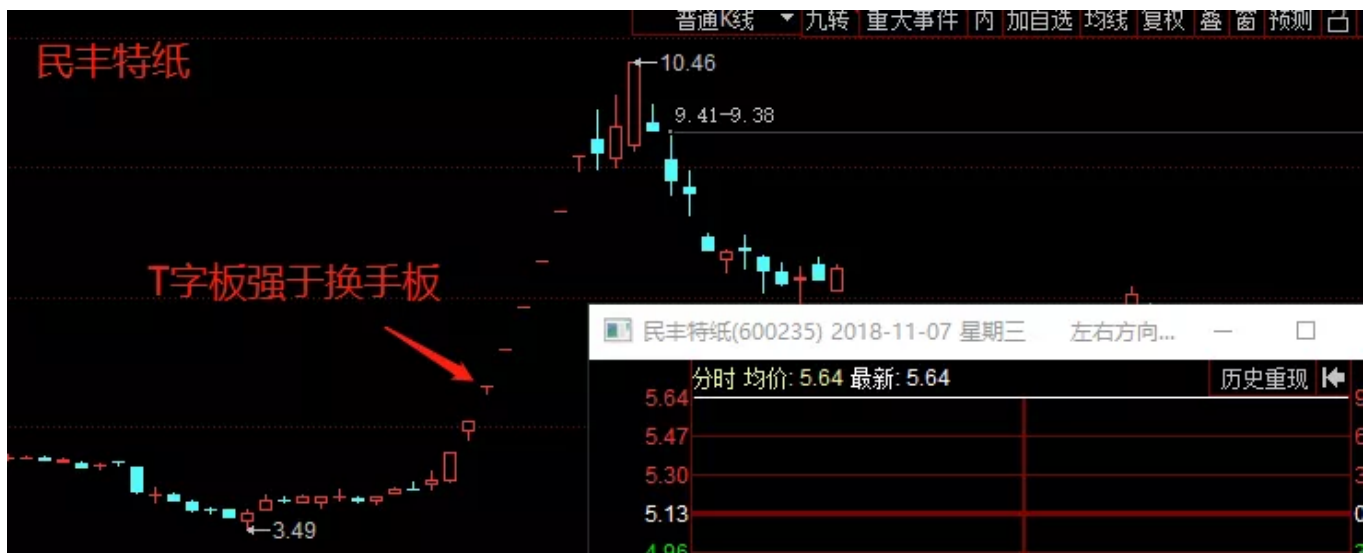 普通K线 九转 重大事件 内 加自选 均线 复权 叠 窗 预测
民丰特纸
10.46
9.41-9.38
T字板强于换手板
3.49
民丰特纸(600235) 2018-11-07 星期三 左右方向...
分时 均价: 5.64 最新: 5.64 历史重现
5.64
5.47
5.30
5.13
4.96